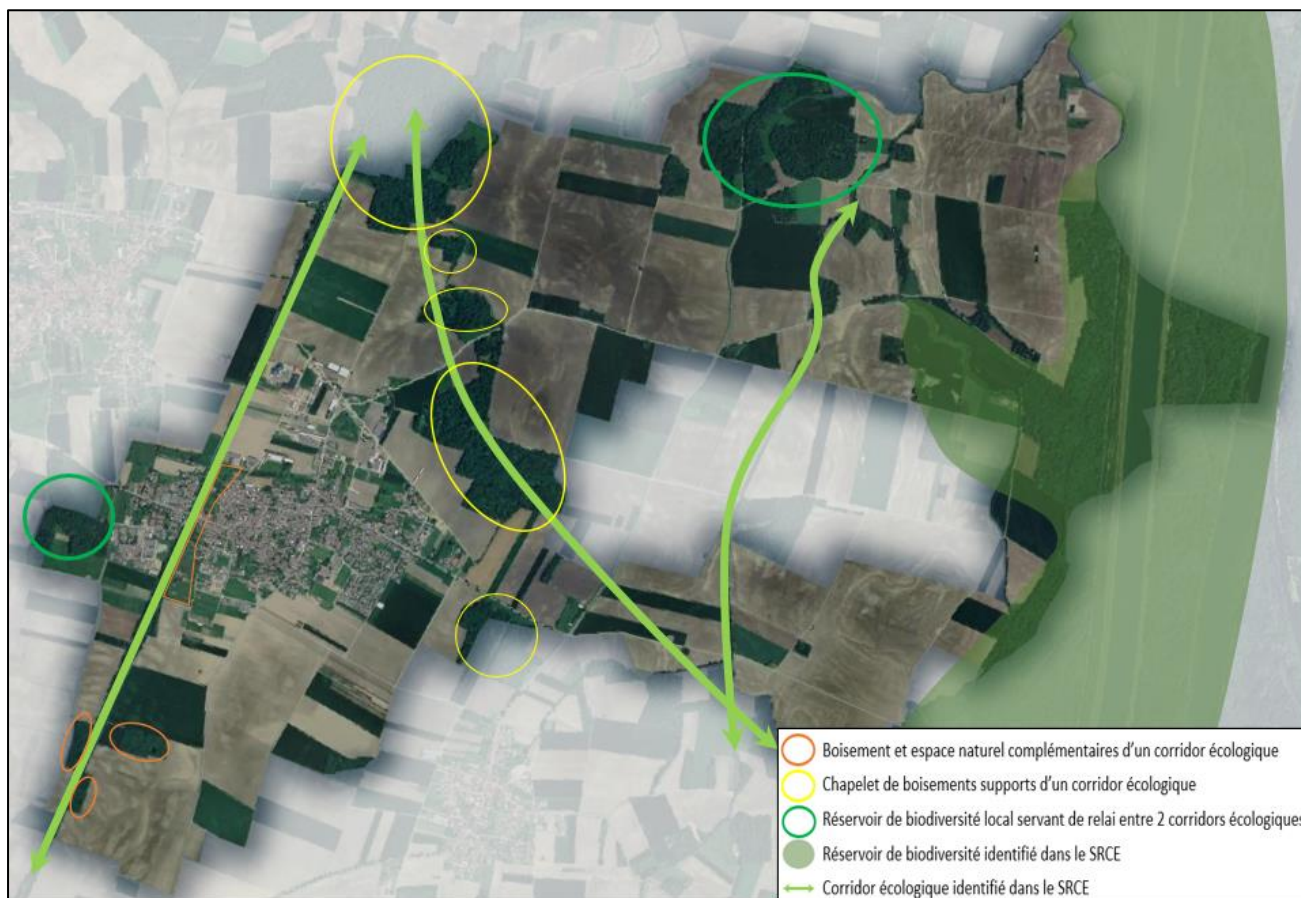 Boisement et espace naturel complémentaires d'un corridor écologique
Chapelet de boisements supports d'un corridor écologique
Réservoir de biodiversité local servant de relai entre 2 corridors écologiques
Réservoir de biodiversité identifié dans le SRCE
Corridor écologique identifié dans le SRCE